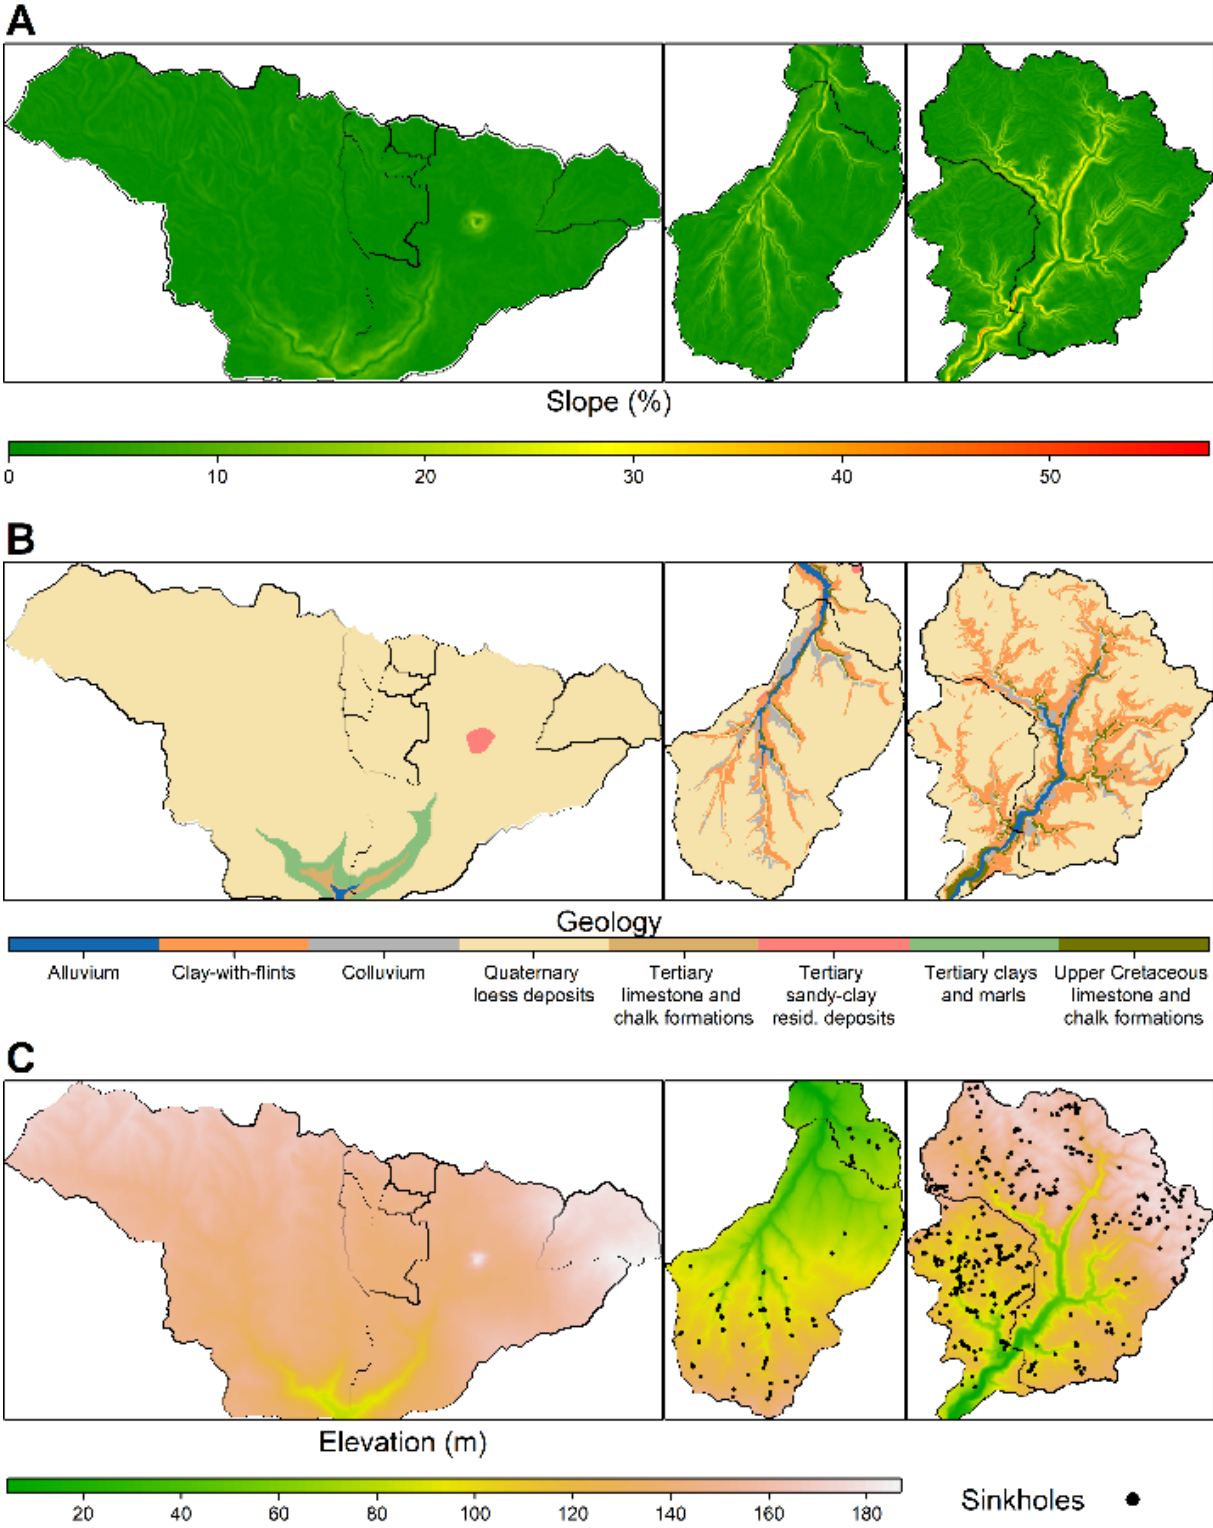 A
Slope (%)
0 10 20 30 40 50
B
Geology
Alluvium Clay-with-flints Colluvium Quaternary Tertiary Tertiary Tertiary clays Upper Cretaceous
loess deposits limestone and sandy-clay and marls limestone and
chalk formations resid. deposits chalk formations
C
Elevation (m)
20 40 60 80 100 120 140 160 180
Sinkholes